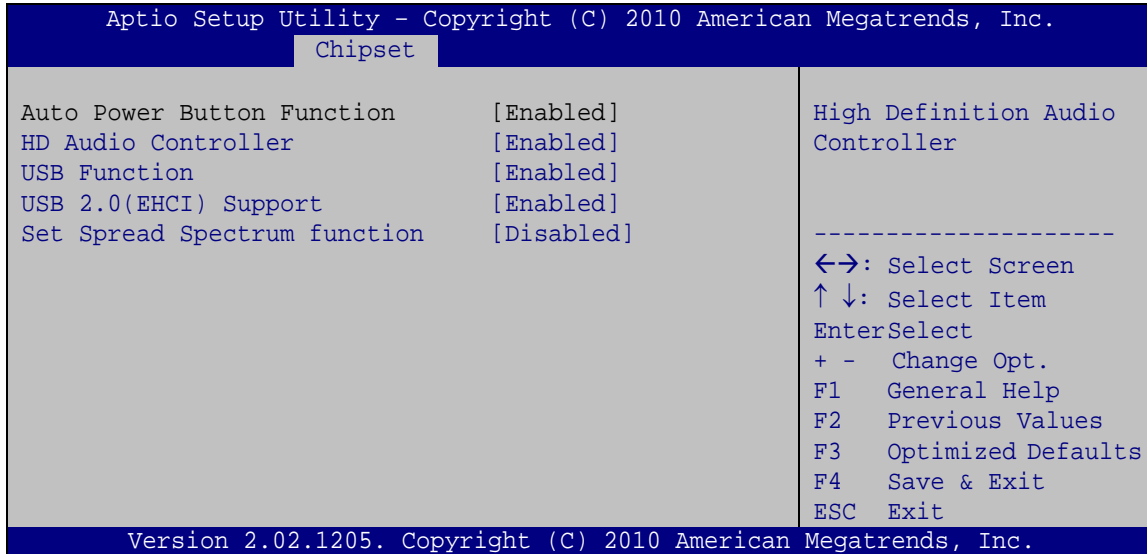 Aptio Setup Utility – Copyright (C) 2010 American Megatrends, Inc.
Chipset
Auto Power Button Function [Enabled]
HD Audio Controller [Enabled]
USB Function [Enabled]
USB 2.0(EHCI) Support [Enabled]
Set Spread Spectrum function [Disabled]
High Definition Audio
Controller
---------------------
←→: Select Screen
↑ ↓: Select Item
EnterSelect
+ - Change Opt.
F1 General Help
F2 Previous Values
F3 Optimized Defaults
F4 Save & Exit
ESC Exit
Version 2.02.1205. Copyright (C) 2010 American Megatrends, Inc.